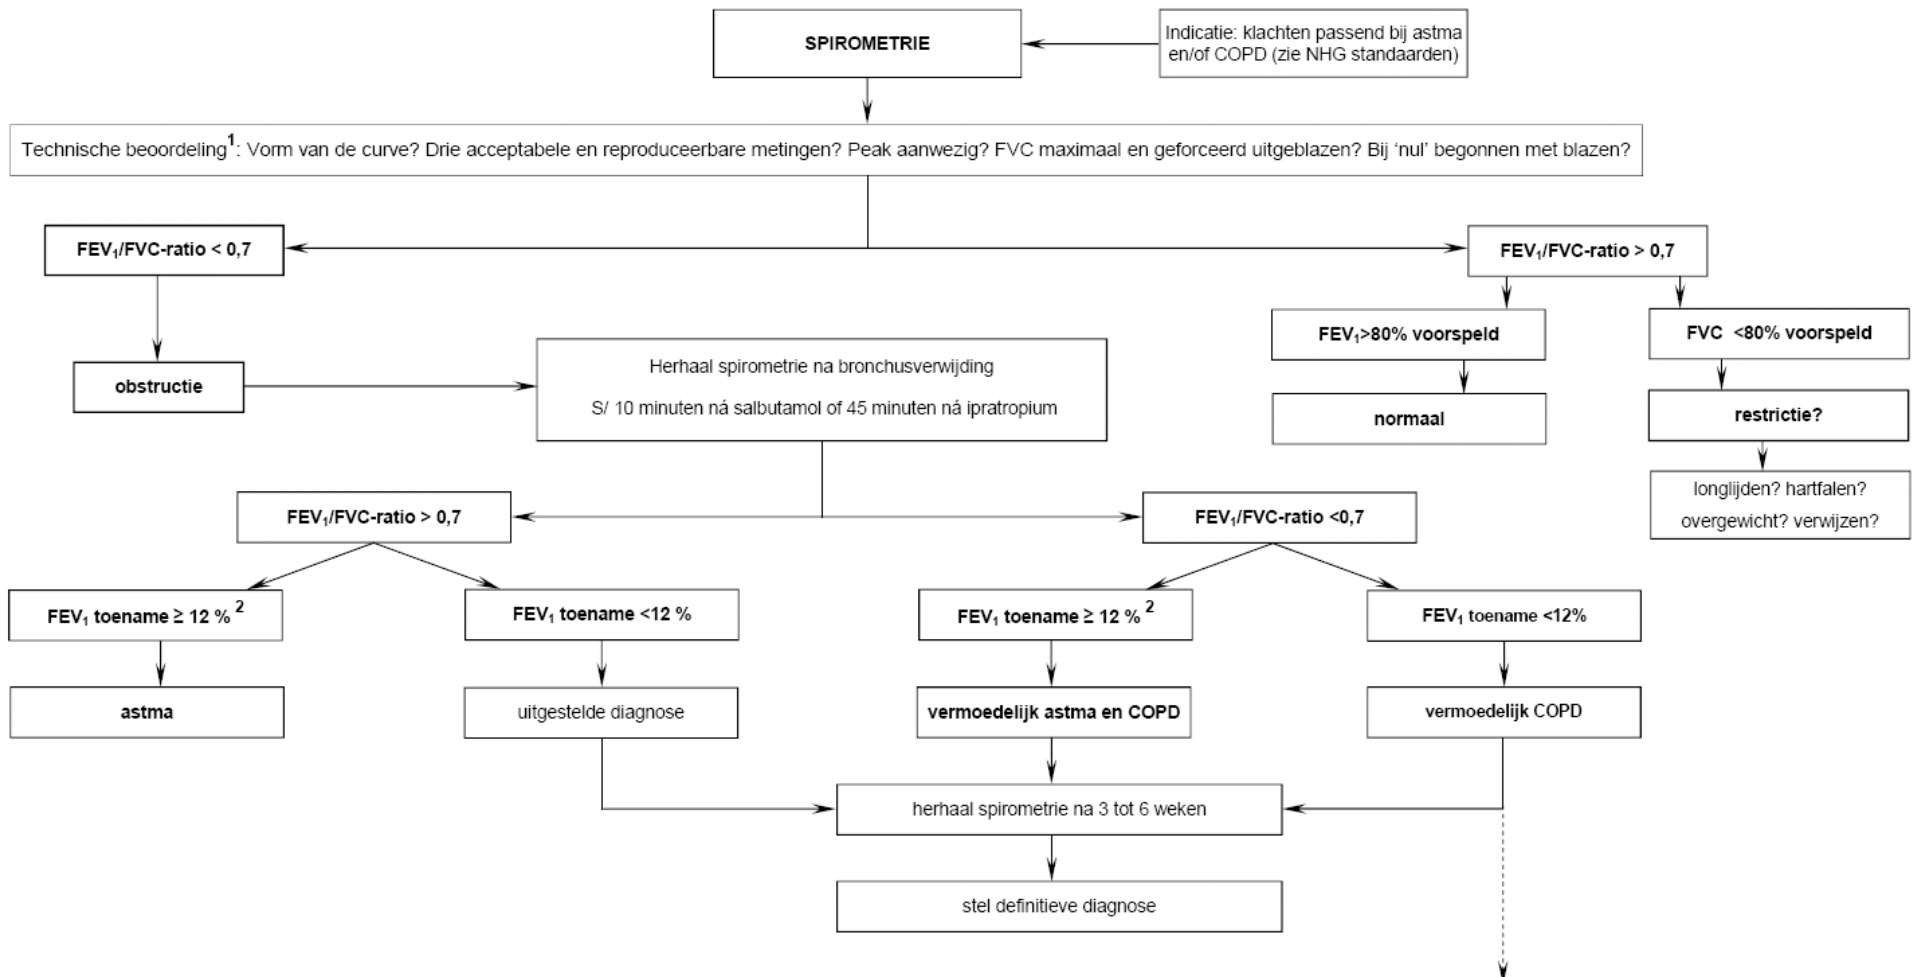 SPIROMETRIE
Indicatie: klachten passend bij astma
en/of COPD (zie NHG standaarden)
Technische beoordeling¹: Vorm van de curve? Drie acceptabele en reproduceerbare metingen? Peak aanwezig? FVC maximaal en geforceerd uitgeblazen? Bij ‘nul’ begonnen met blazen?
FEV₁/FVC-ratio < 0,7
FEV₁/FVC-ratio > 0,7
FEV₁>80% voorspeld
FVC <80% voorspeld
obstructie
Herhaal spirometrie na bronchusverwijding
S/ 10 minuten ná salbutamol of 45 minuten ná ipratropium
normaal
restrictie?
longlijden? hartfalen?
overgewicht? verwijzen?
FEV₁/FVC-ratio > 0,7
FEV₁/FVC-ratio <0,7
FEV₁ toename ≥ 12 % ²
FEV₁ toename <12 %
FEV₁ toename ≥ 12 % ²
FEV₁ toename <12%
astma
uitgestelde diagnose
vermoedelijk astma en COPD
vermoedelijk COPD
herhaal spirometrie na 3 tot 6 weken
stel definitieve diagnose